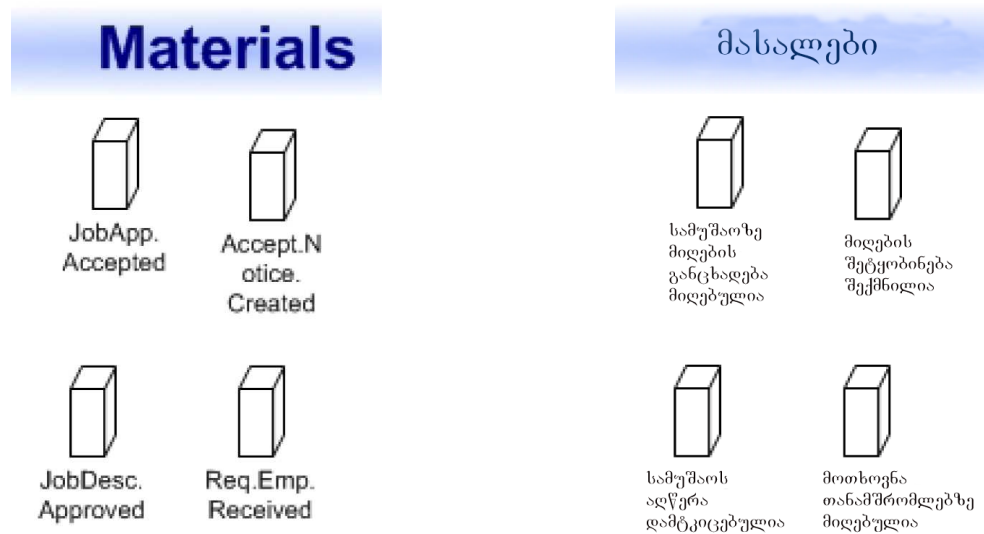 Materials
მასალები
JobApp.
Accepted
Accept.N
otice.
Created
სამუშაოზე
მიღების
განცხადება
მიღებულია
მიღების
შეტყობინება
შექმნილია
JobDesc.
Approved
Req.Emp.
Received
სამუშაოს
აღწერა
დამტკიცებულია
მოთხოვნა
თანამშრომლებზე
მიღებულია